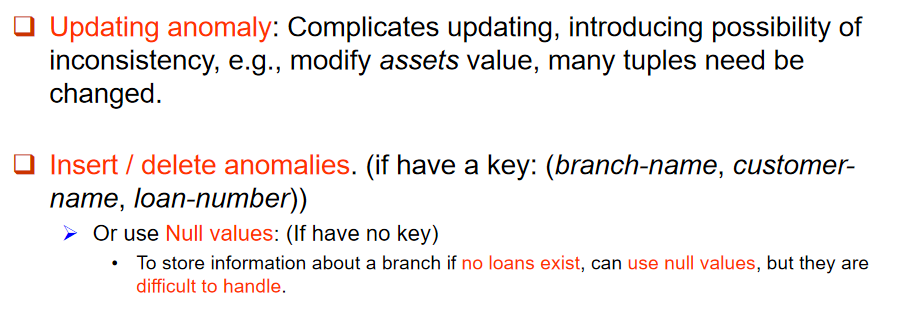 ❑ Updating anomaly: Complicates updating, introducing possibility of
inconsistency, e.g., modify assets value, many tuples need be
changed.
❑ Insert / delete anomalies. (if have a key: (branch-name, customer-
name, loan-number))
➢ Or use Null values: (If have no key)
• To store information about a branch if no loans exist, can use null values, but they are
difficult to handle.